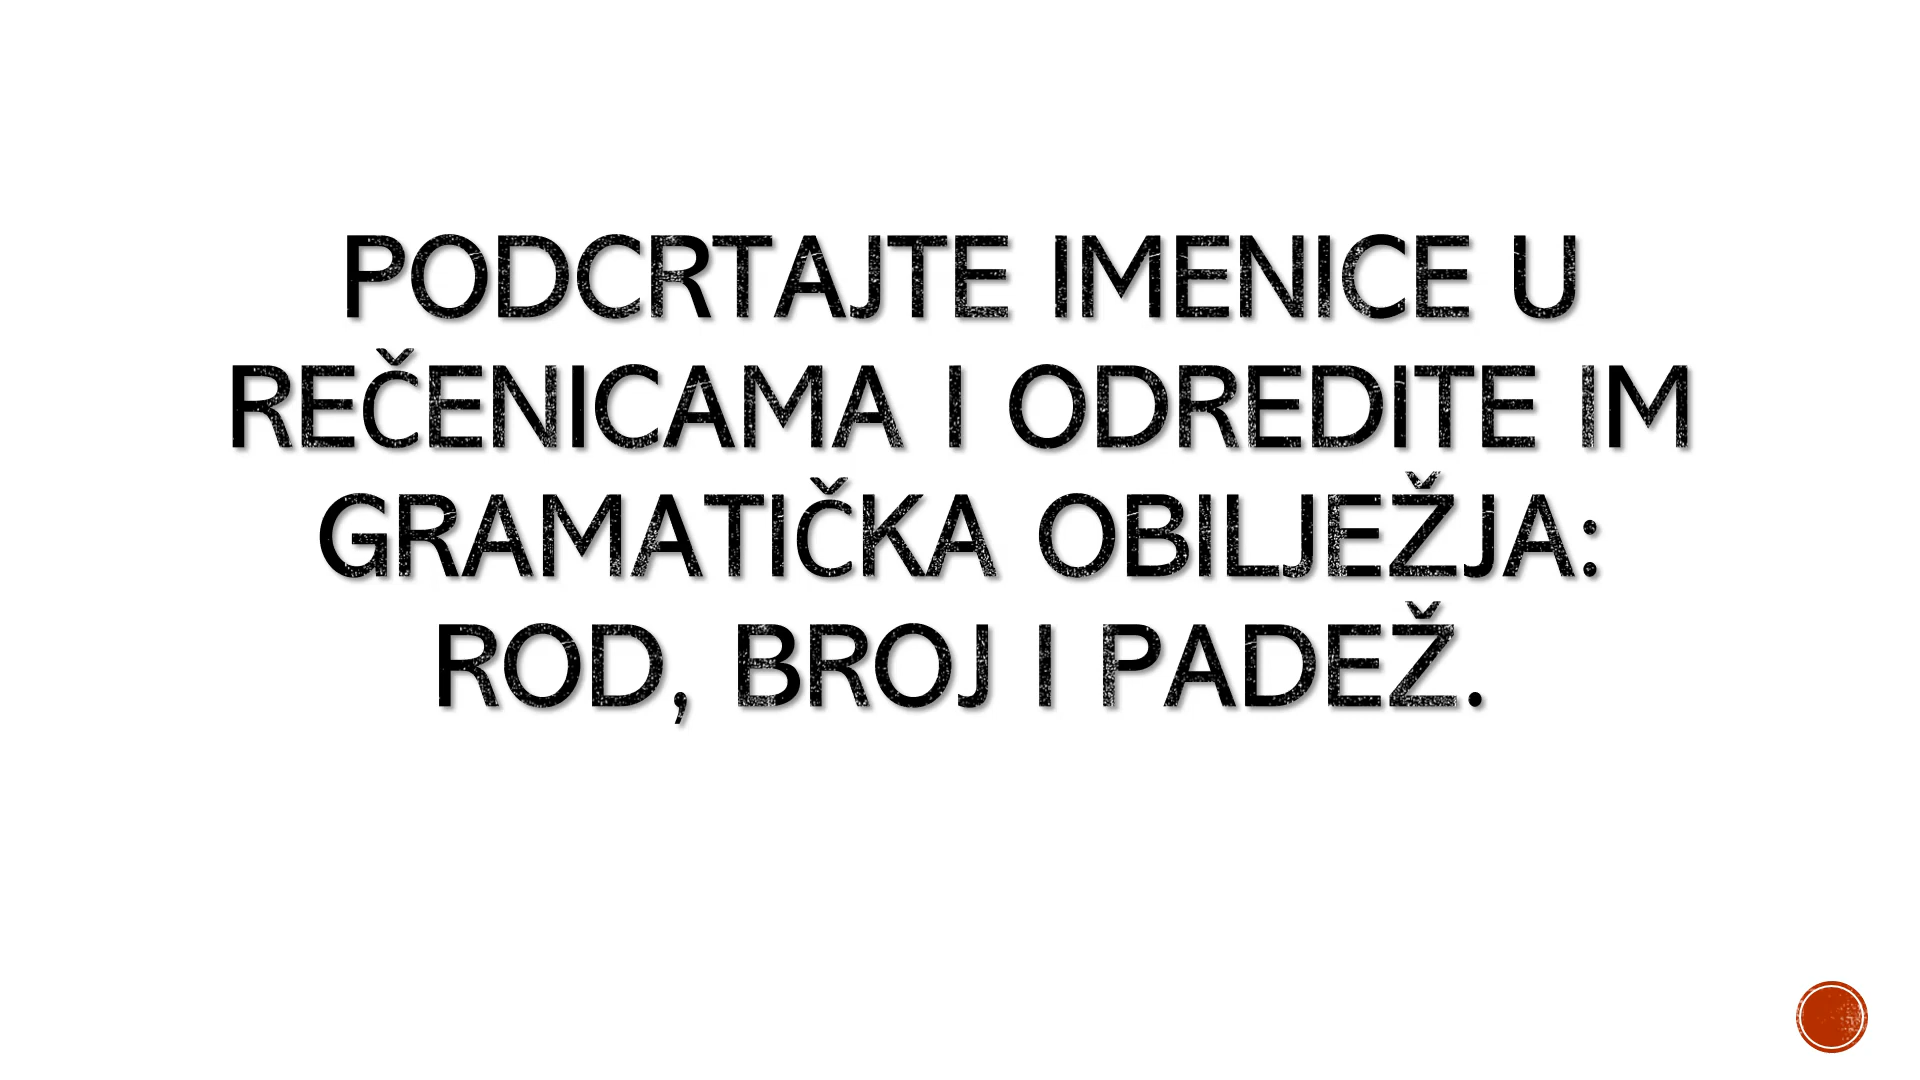 PODCRTAJTE IMENICE U
REČENICAMA I ODREDITE IM
GRAMATIČKA OBILJEŽJA:
ROD, BROJ I PADEŽ.